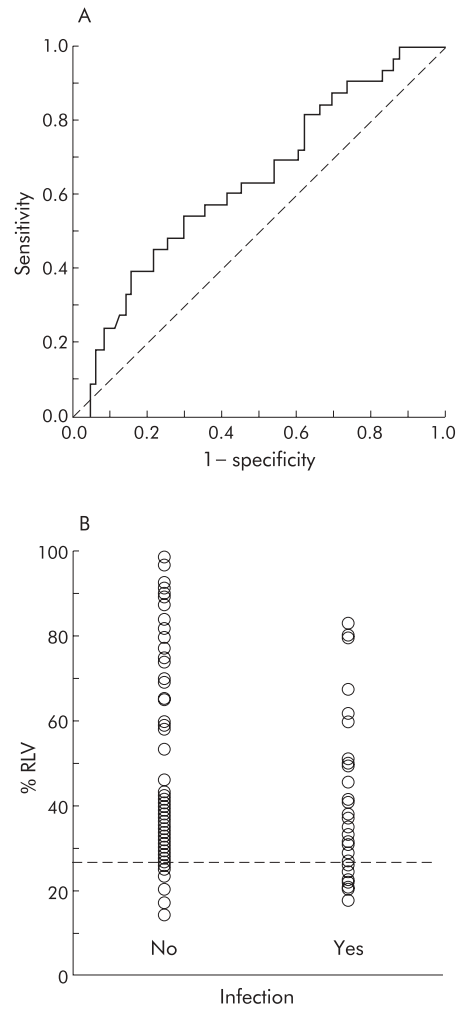 A
1.0
0.8
0.6
0.4
0.2
0.0
Sensitivity
0.0 0.2 0.4 0.6 0.8 1.0
1– specificity
B
100
80
60
40
20
0
% RLV
No Yes
Infection